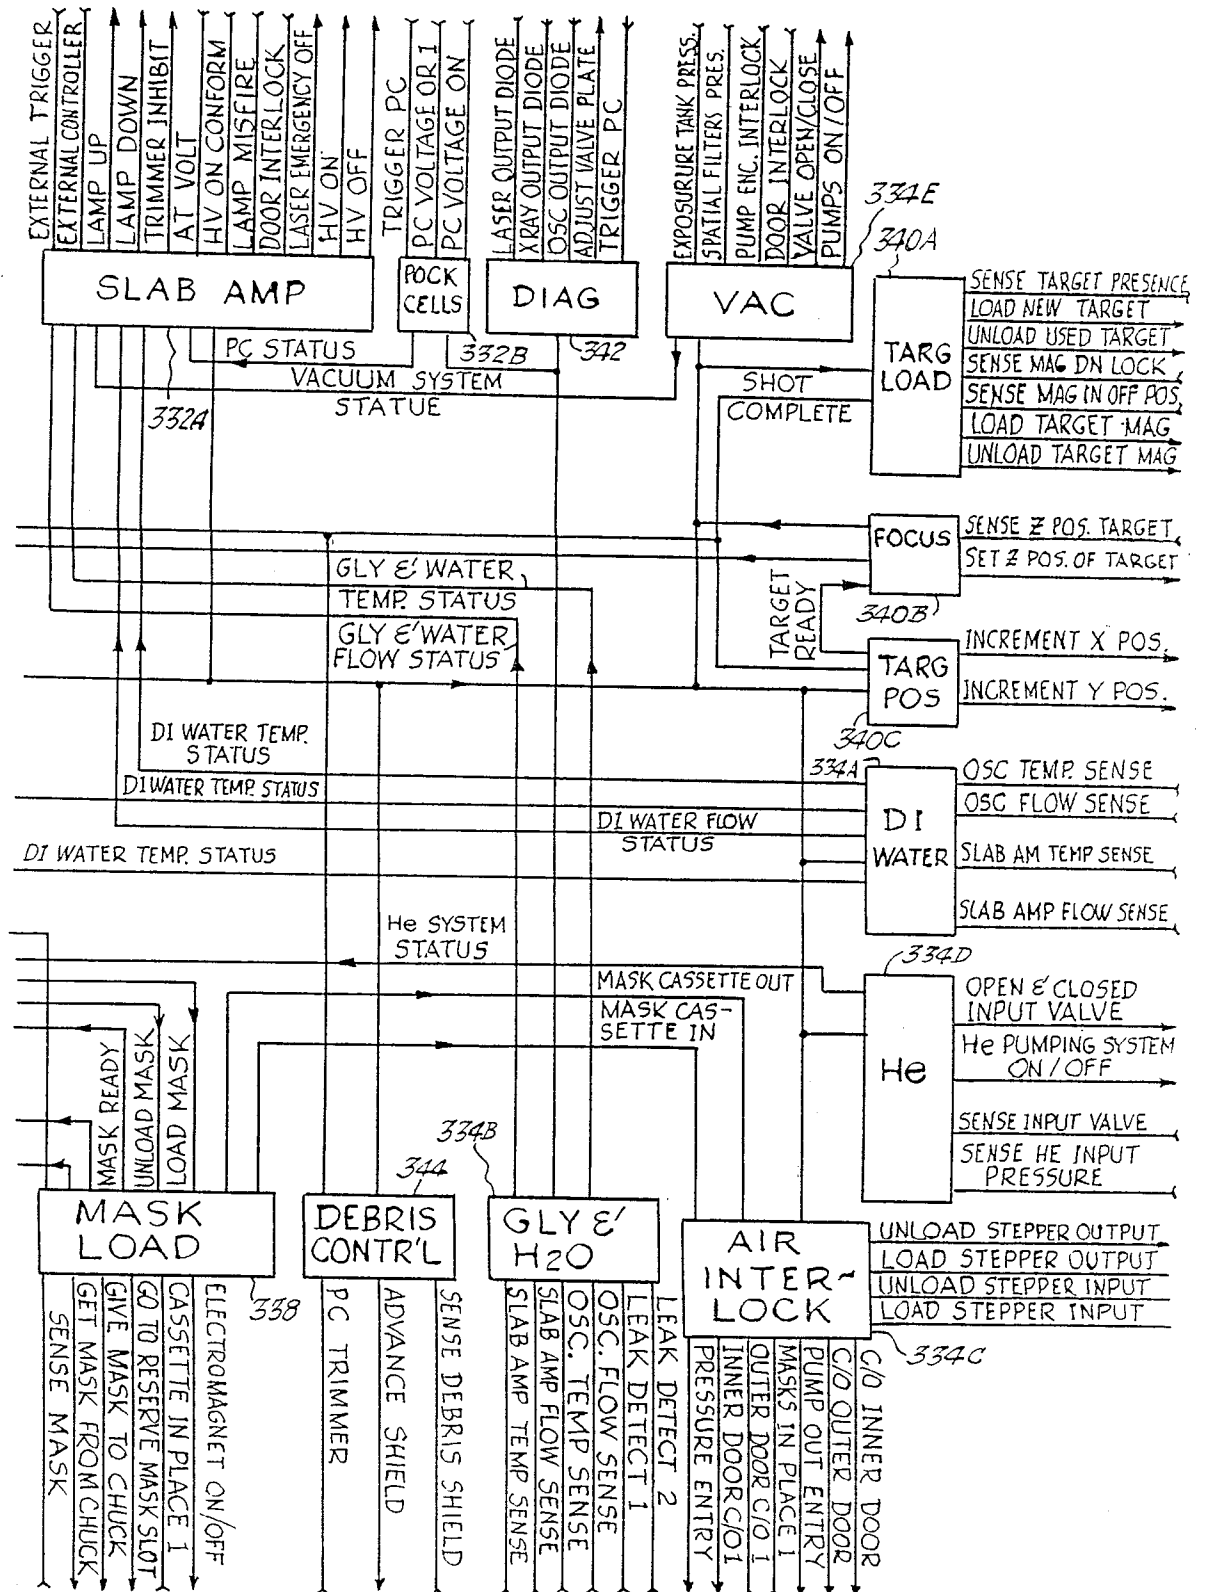 EXTERNAL TRIGGER
EXTERNAL CONTROLLER
LAMP UP
LAMP DOWN
TRIMMER INHIBIT
AT VOLT
HV ON CONFORM
LAMP MISFIRE
DOOR INTERLOCK
LASER EMERGENCY OFF
HV ON
HV OFF
TRIGGER PC
PC VOLTAGE OR 1
PC VOLTAGE ON
LASER OUTPUT DIODE
XRAY OUTPUT DIODE
OSC OUTPUT DIODE
ADJUST VALVE PLATE
TRIGGER PC
EXPOSURURE TANK PRESS.
SPATIAL FILTERS PRES.
PUMP ENC. INTERLOCK
DOOR INTERLOCK
VALVE OPEN/CLOSE
PUMPS ON/OFF
334E
340A
SLAB AMP
POCK
CELLS
DIAG
VAC
TARG
LOAD
SENSE TARGET PRESENCE
LOAD NEW TARGET
UNLOAD USED TARGET
SENSE MAG DN LOCK
SENSE MAG IN OFF POS.
LOAD TARGET MAG
UNLOAD TARGET MAG
332A
332B
342
PC STATUS
VACUUM SYSTEM
STATUE
SHOT
COMPLETE
FOCUS
SENSE Z POS. TARGET
SET Z POS. OF TARGET
340B
GLY &' WATER
TEMP. STATUS
GLY &' WATER
FLOW STATUS
TARGET
READY
TARG
POS
INCREMENT X POS.
INCREMENT Y POS.
340C
334A
DI WATER TEMP.
STATUS
DI WATER TEMP. STATUS
DI WATER FLOW
STATUS
DI WATER TEMP. STATUS
DI
WATER
OSC TEMP. SENSE
OSC FLOW SENSE
SLAB AM TEMP SENSE
SLAB AMP FLOW SENSE
He SYSTEM
STATUS
334D
MASK CASSETTE OUT
MASK CAS-
SETTE IN
He
OPEN &' CLOSED
INPUT VALVE
He PUMPING SYSTEM
ON/OFF
SENSE INPUT VALVE
SENSE HE INPUT
PRESSURE
MASK READY
UNLOAD MASK
LOAD MASK
334B
344
MASK
LOAD
338
DEBRIS
CONTR'L
GLY &'
H2O
AIR
INTER-
LOCK
334C
UNLOAD STEPPER OUTPUT
LOAD STEPPER OUTPUT
UNLOAD STEPPER INPUT
LOAD STEPPER INPUT
SENSE MASK
GET MASK FROM CHUCK
GIVE MASK TO CHUCK
GO TO RESERVE MASK SLOT
CASSETTE IN PLACE 1
ELECTROMAGNET ON/OFF
PC TRIMMER
ADVANCE SHIELD
SENSE DEBRIS SHIELD
SLAB AMP TEMP SENSE
SLAB AMP FLOW SENSE
OSC. TEMP SENSE
OSC. FLOW SENSE
LEAK DETECT 1
LEAK DETECT 2
PRESSURE ENTRY
INNER DOOR C/O 1
OUTER DOOR C/O 1
MASKS IN PLACE 1
PUMP OUT ENTRY
C/O OUTER DOOR
C/O INNER DOOR